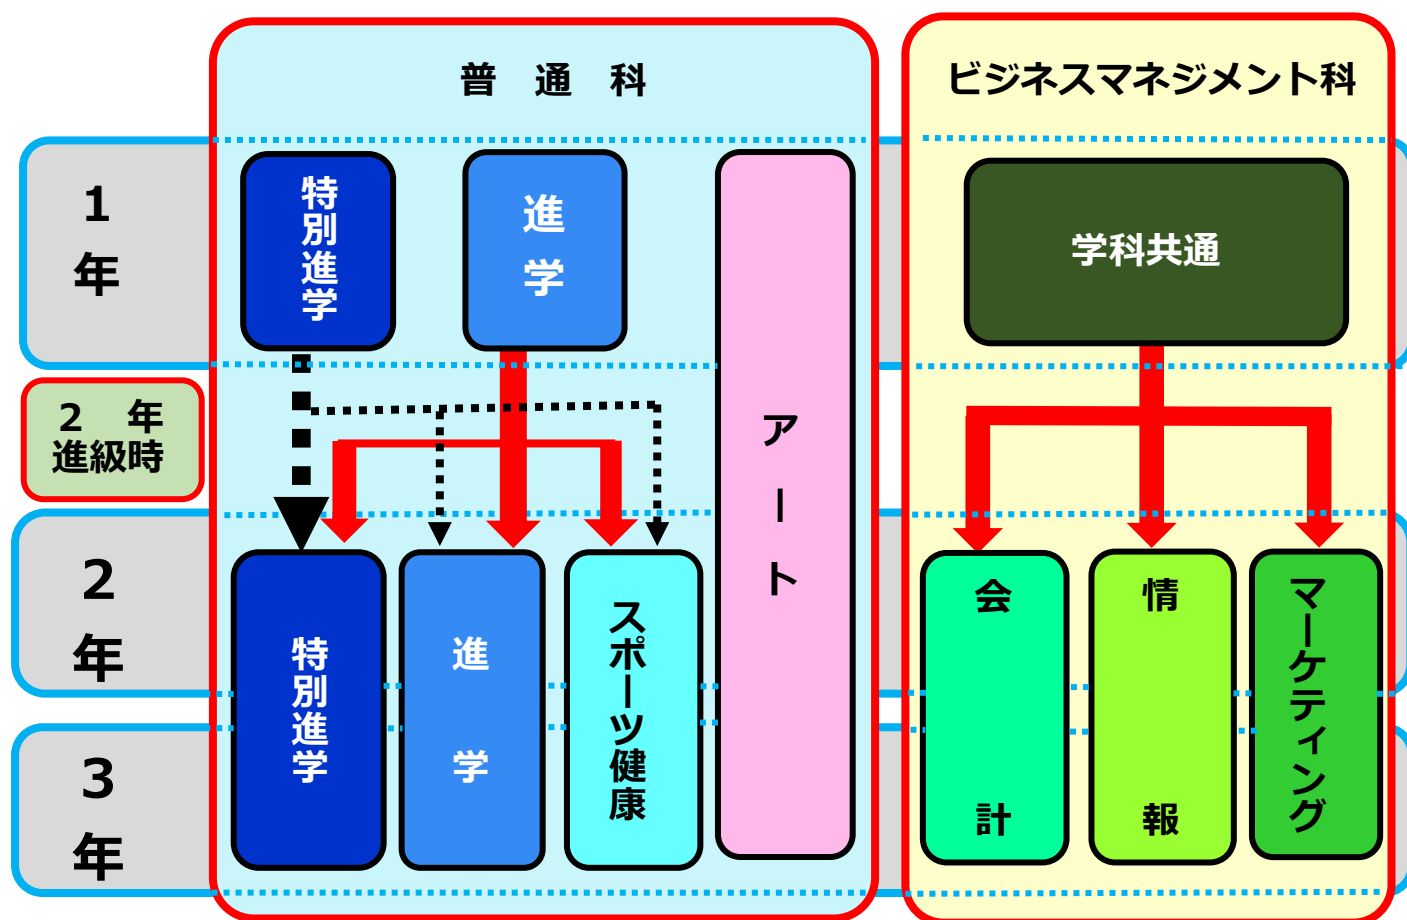 普　通　科
ビジネスマネジメント科
1
年
特別進学
進学
アート
学科共通
2　年
進級時
2
年
特別進学
進学
スポーツ健康
会計
情報
マーケティング
3
年